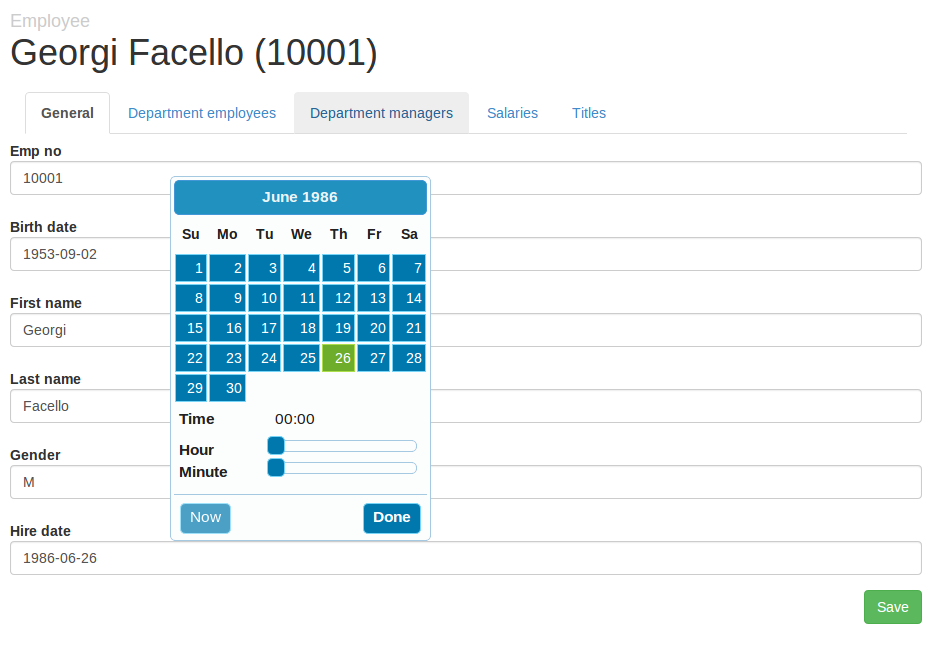 Employee
Georgi Facello (10001)
General Department employees Department managers Salaries Titles
Emp no
10001
June 1986
Su Mo Tu We Th Fr Sa
Birth date
1953-09-02
1 2 3 4 5 6 7
8 9 10 11 12 13 14
First name
15 16 17 18 19 20 21
Georgi
22 23 24 25 26 27 28
Last name
29 30
Facello
Time 00:00
Hour
Gender
Minute
M
Now Done
Hire date
1986-06-26
Save